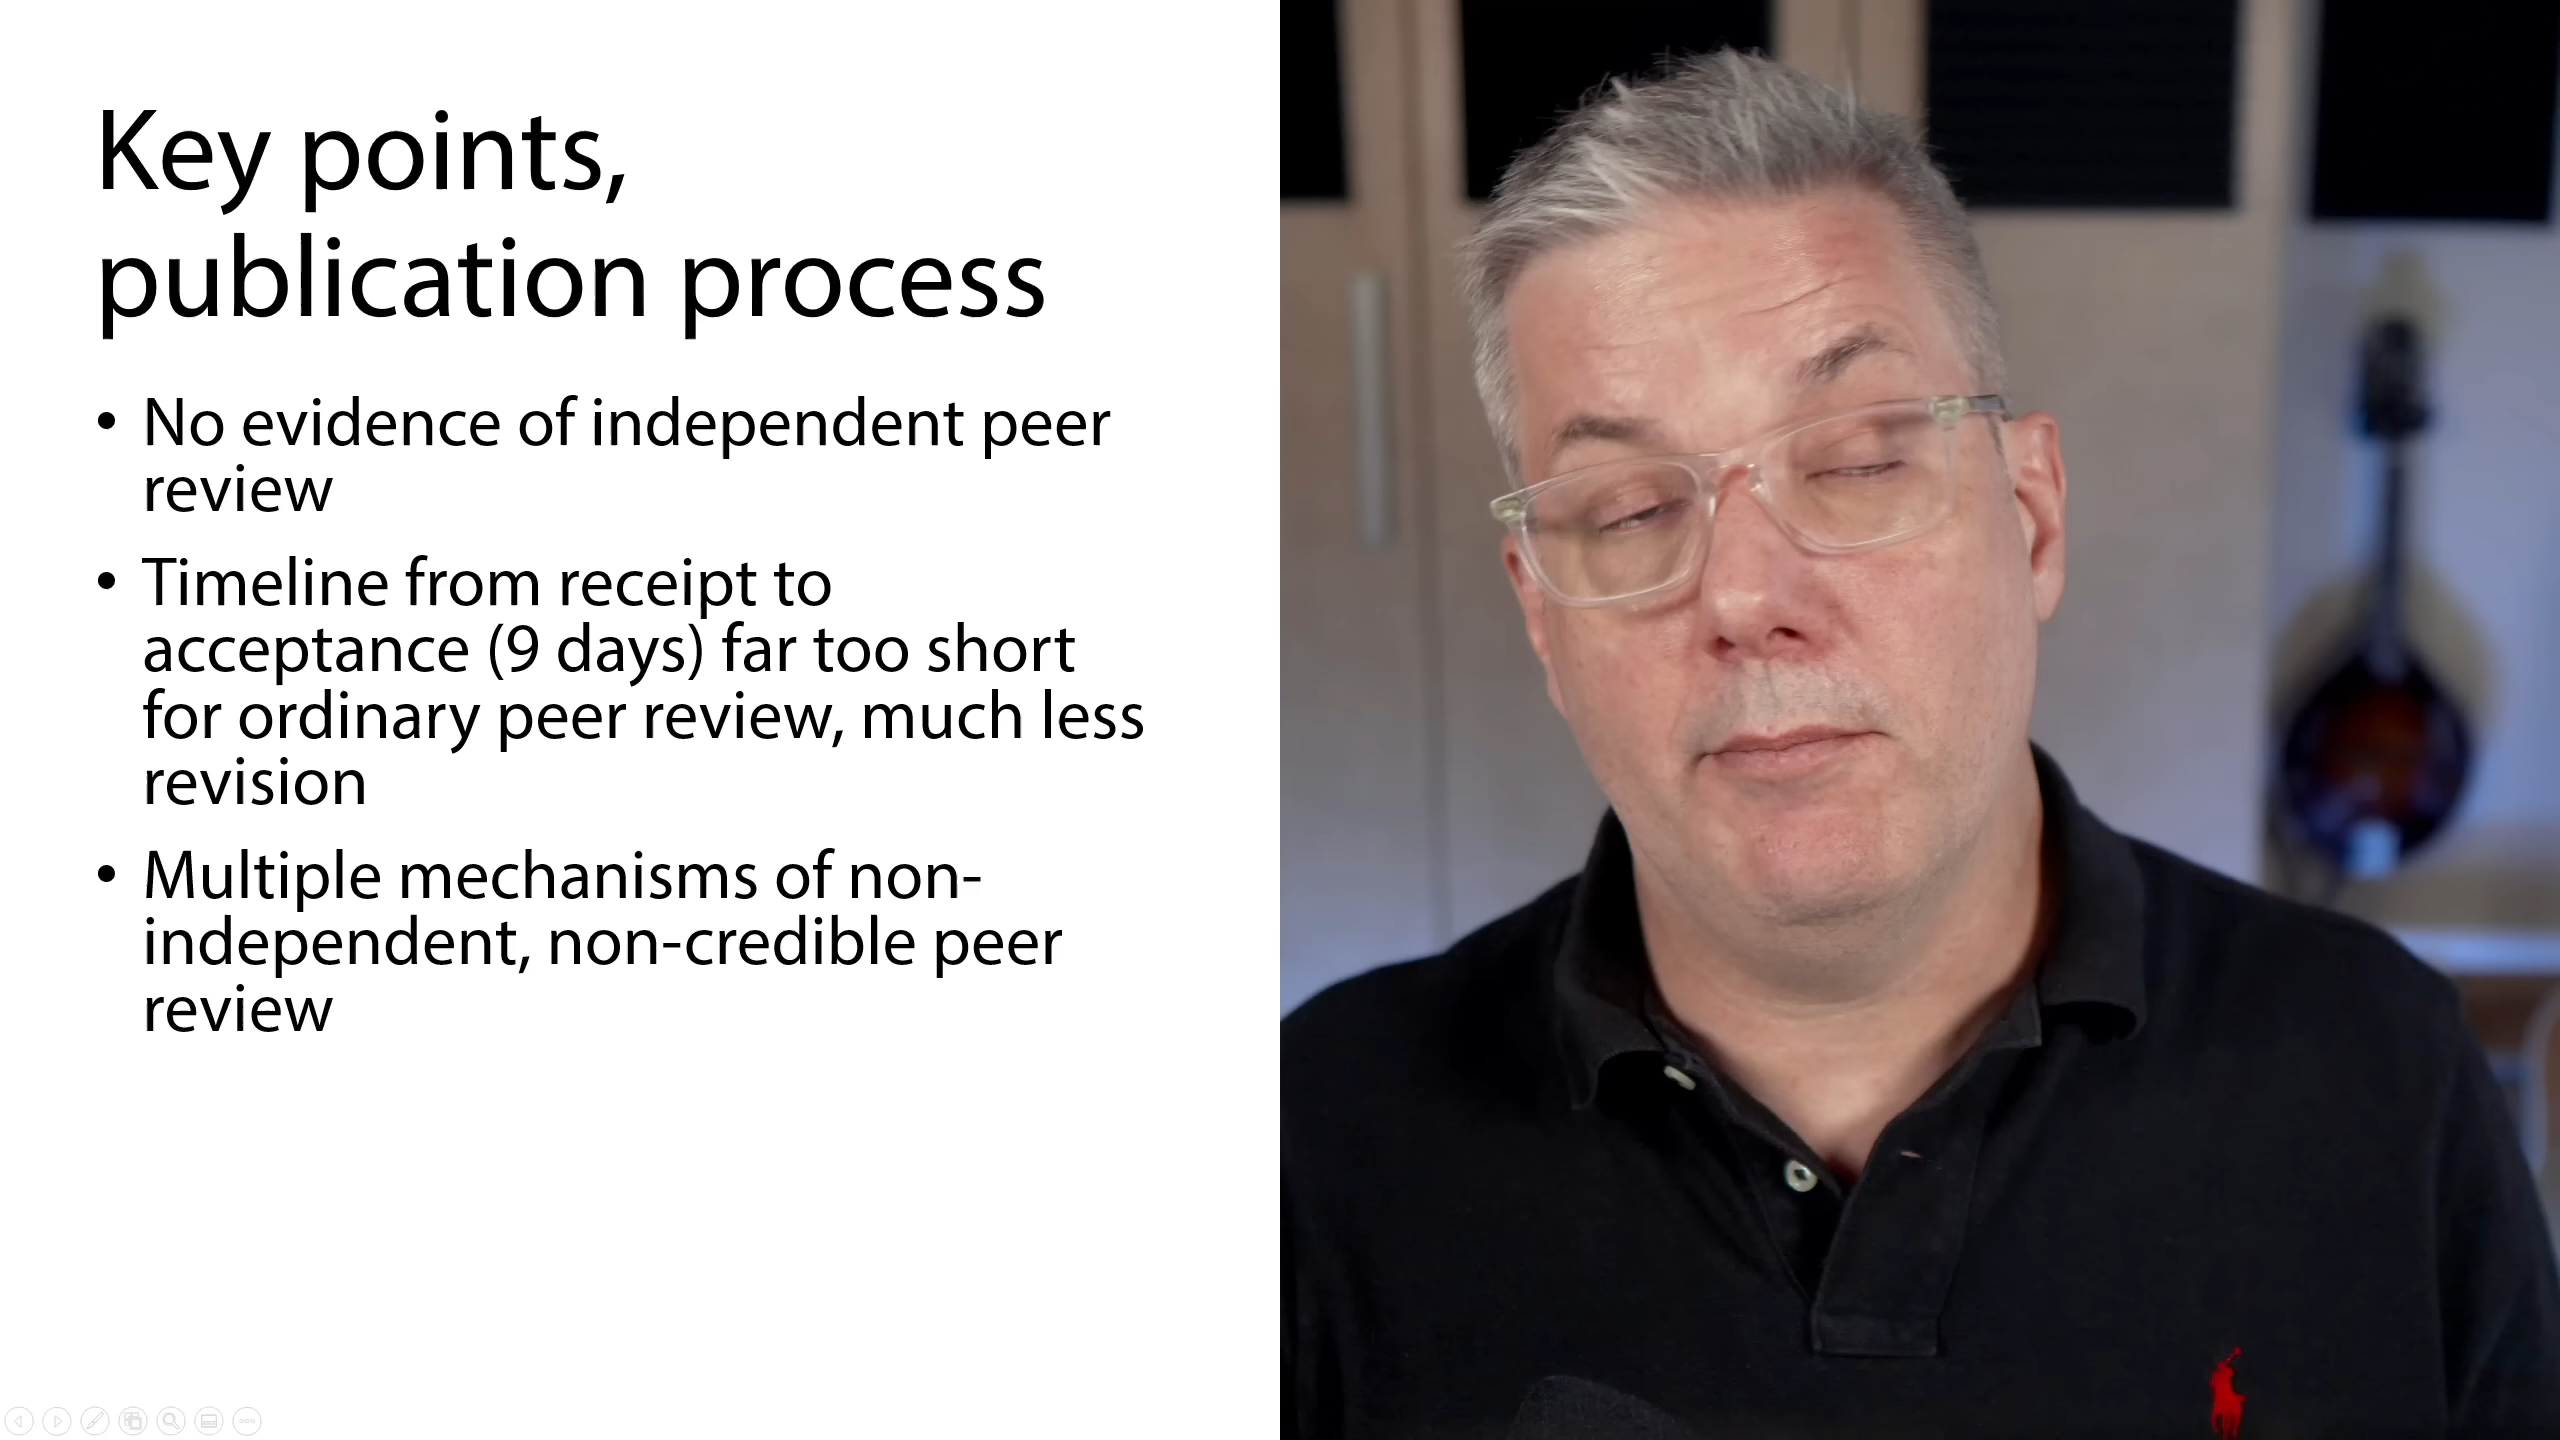 Key points,
publication process
• No evidence of independent peer
review
• Timeline from receipt to
acceptance (9 days) far too short
for ordinary peer review, much less
revision
• Multiple mechanisms of non-
independent, non-credible peer
review